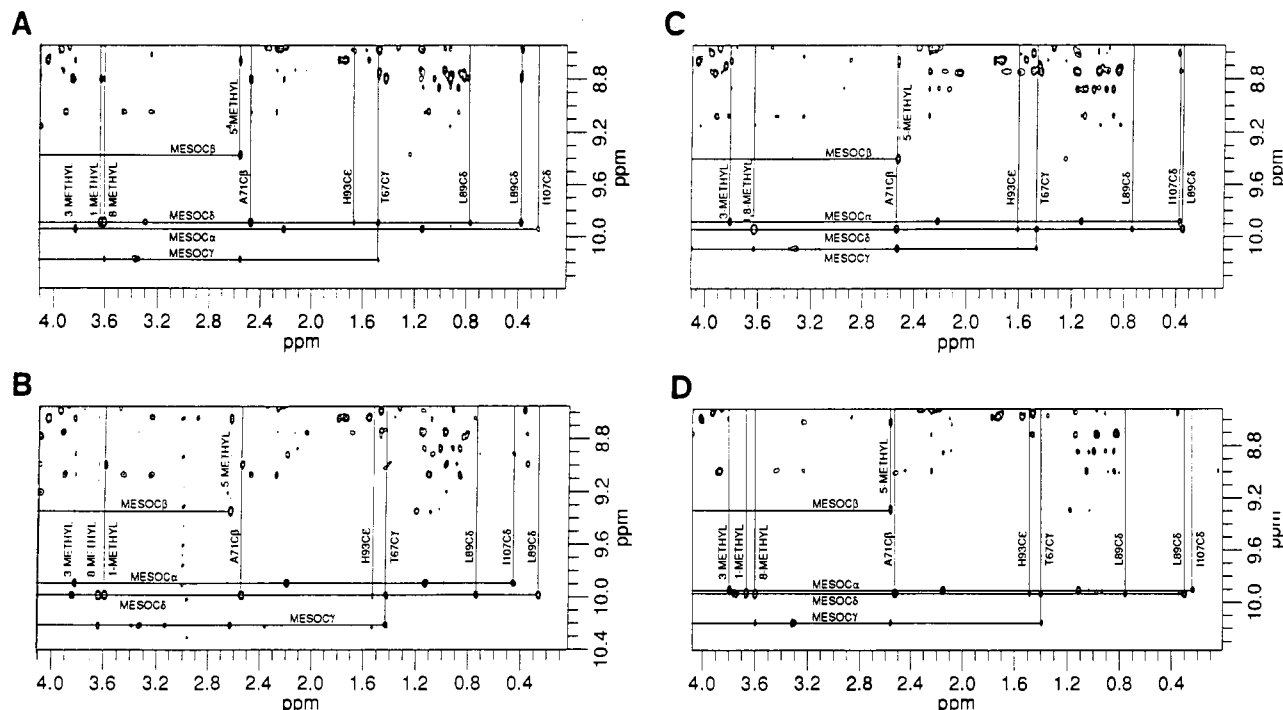 A
MESOCβ
3 METHYL
1 METHYL
8 METHYL
5 METHYL
A71Cβ
H93Cε
T67Cγ
L89Cδ
L89Cδ
I107Cδ
MESOCδ
MESOCα
MESOCγ
8.8
9.2
9.6
10.0
ppm
4.0 3.6 3.2 2.8 2.4 2.0 1.6 1.2 0.8 0.4
ppm
C
MESOCβ
3-METHYL
8-METHYL
5-METHYL
A71Cβ
H93Cε
T67Cγ
L89Cδ
I107Cδ
L89Cδ
MESOCα
MESOCδ
MESOCγ
8.8
9.2
9.6
10.0
ppm
4.0 3.6 3.2 2.8 2.4 2.0 1.6 1.2 0.8 0.4
ppm
B
MESOCβ
3 METHYL
8 METHYL
1-METHYL
5 METHYL
A71Cβ
H93Cε
T67Cγ
L89Cδ
I107Cδ
L89Cδ
MESOCα
MESOCδ
MESOCγ
8.8
9.2
9.6
10.0
10.4
ppm
4.0 3.6 3.2 2.8 2.4 2.0 1.6 1.2 0.8 0.4
ppm
D
MESOCβ
3 METHYL
1-METHYL
8-METHYL
5-METHYL
A71Cβ
H93Cε
T67Cγ
L89Cδ
L89Cδ
I107Cδ
MESOCα
MESOCδ
MESOCγ
8.8
9.2
9.6
10.0
ppm
4.0 3.6 3.2 2.8 2.4 2.0 1.6 1.2 0.8 0.4
ppm